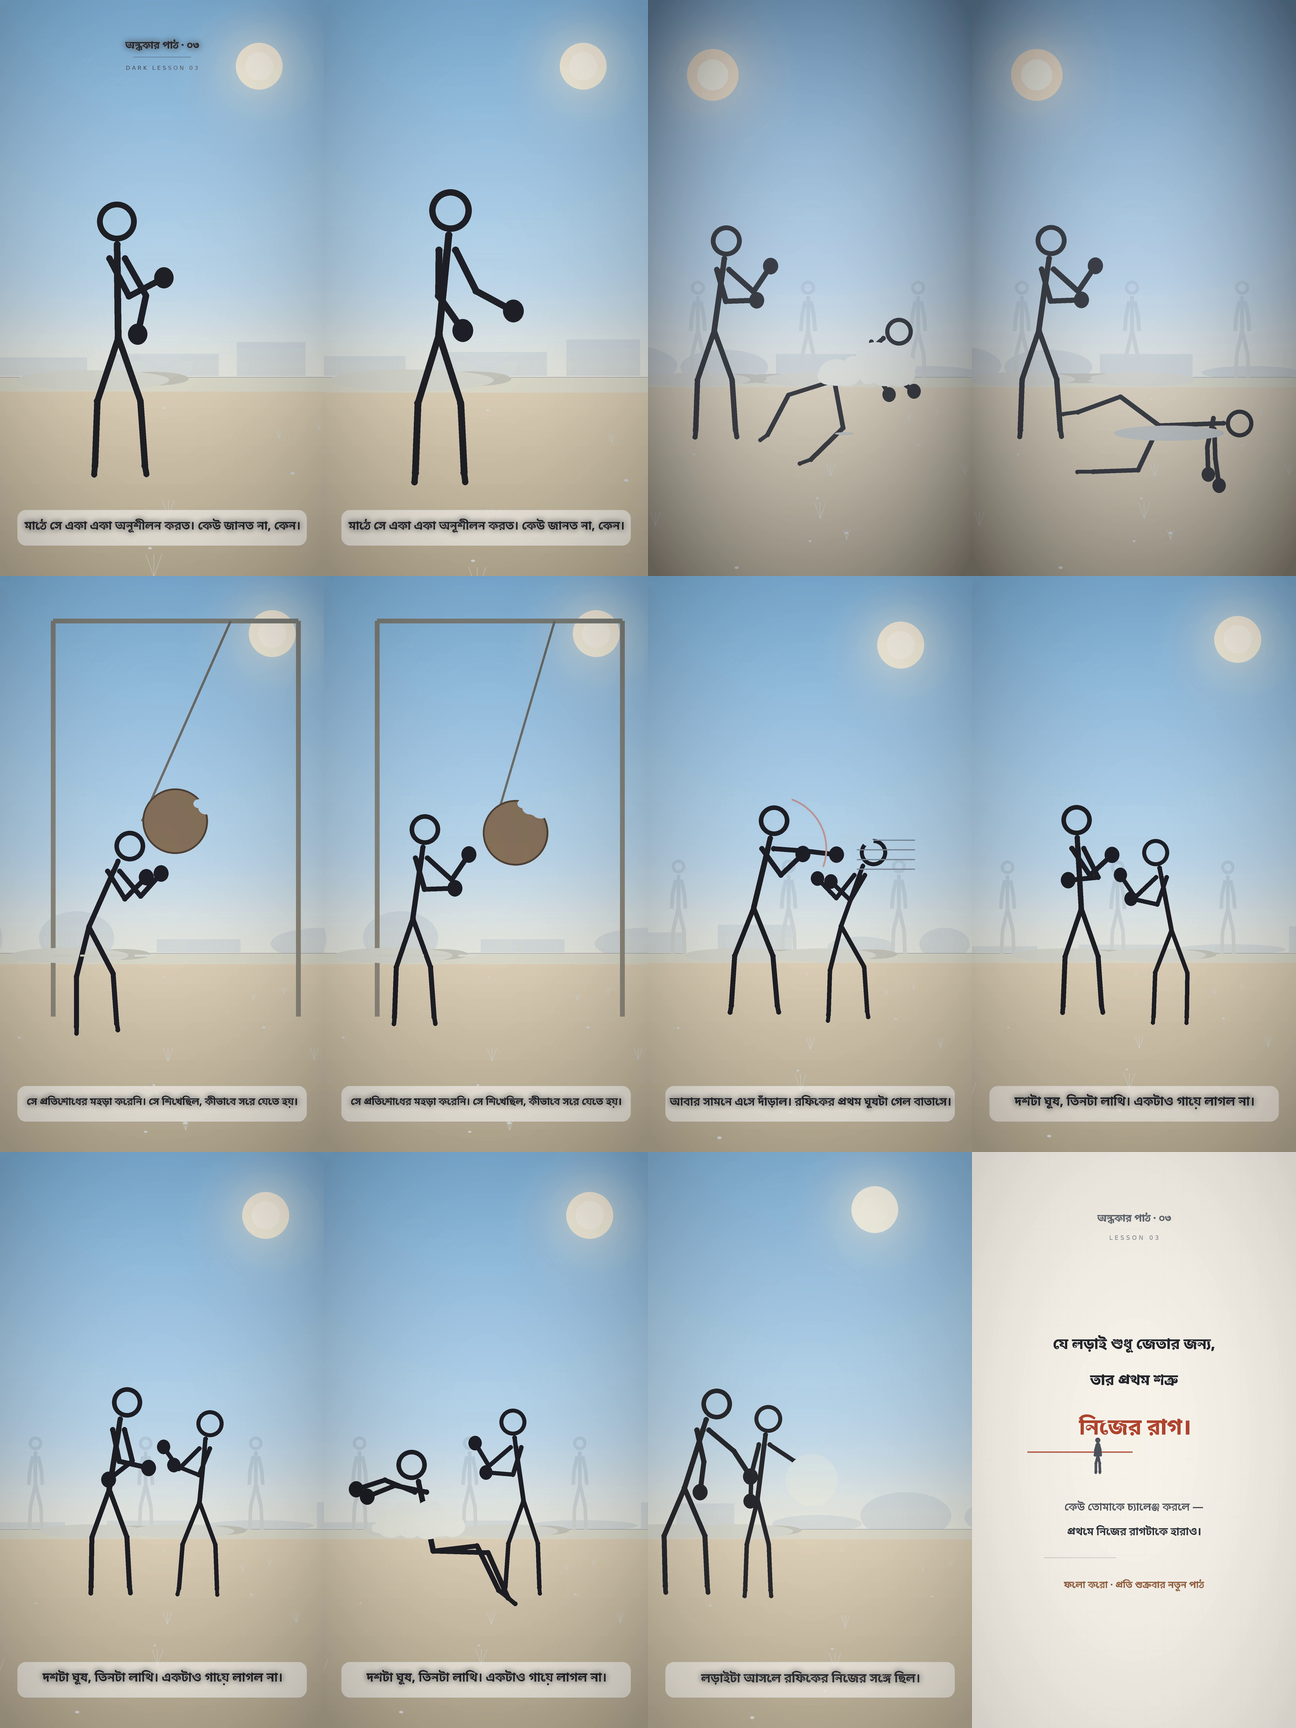 অন্ধকার পাঠ · ০৩
DARK LESSON 03
মাঠে সে একা একা অনুশীলন করত। কেউ জানত না, কেন।
মাঠে সে একা একা অনুশীলন করত। কেউ জানত না, কেন।
সে প্রতিশোধের মহড়া করেনি। সে শিখেছিল, কীভাবে সরে যেতে হয়।
সে প্রতিশোধের মহড়া করেনি। সে শিখেছিল, কীভাবে সরে যেতে হয়।
আবার সামনে এসে দাঁড়াল। রফিকের প্রথম ঘুষটা গেল বাতাসে।
দশটা ঘুষ, তিনটা লাথি। একটাও গায়ে লাগল না।
দশটা ঘুষ, তিনটা লাথি। একটাও গায়ে লাগল না।
দশটা ঘুষ, তিনটা লাথি। একটাও গায়ে লাগল না।
লড়াইটা আসলে রফিকের নিজের সঙ্গে ছিল।
অন্ধকার পাঠ · ০৩
LESSON 03
যে লড়াই শুধু জেতার জন্য,
তার প্রথম শত্রু
নিজের রাগ।
কেউ তোমাকে চ্যালেঞ্জ করলে —
প্রথমে নিজের রাগটাকে হারাও।
ফলো করো · প্রতি শুক্রবার নতুন পাঠ